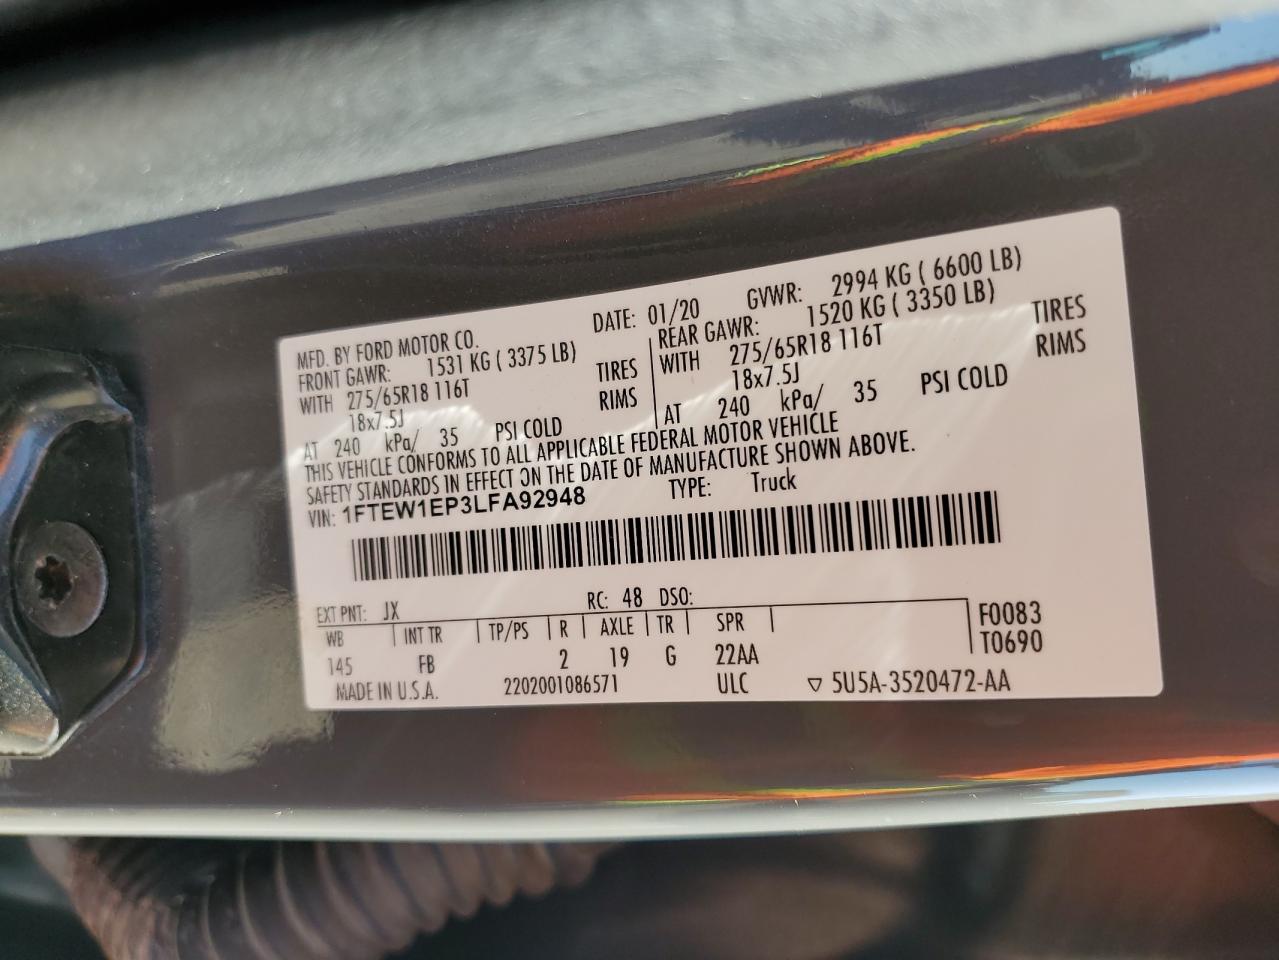 MFD. BY FORD MOTOR CO. DATE: 01/20 GVWR: 2994 KG ( 6600 LB)
FRONT GAWR: 1531 KG ( 3375 LB) REAR GAWR: 1520 KG ( 3350 LB)
WITH 275/65R18 116T TIRES WITH 275/65R18 116T TIRES
18x7.5J RIMS 18x7.5J RIMS
AT 240 kPa/ 35 PSI COLD AT 240 kPa/ 35 PSI COLD
THIS VEHICLE CONFORMS TO ALL APPLICABLE FEDERAL MOTOR VEHICLE
SAFETY STANDARDS IN EFFECT ON THE DATE OF MANUFACTURE SHOWN ABOVE.
VIN: 1FTEW1EP3LFA92948 TYPE: Truck
EXT PNT: JX RC: 48 DSO:
WB INT TR TP/PS R AXLE TR SPR F0083
145 FB 2 19 G 22AA T0690
MADE IN U.S.A. 2202001086571 ULC ▽ 5U5A-3520472-AA